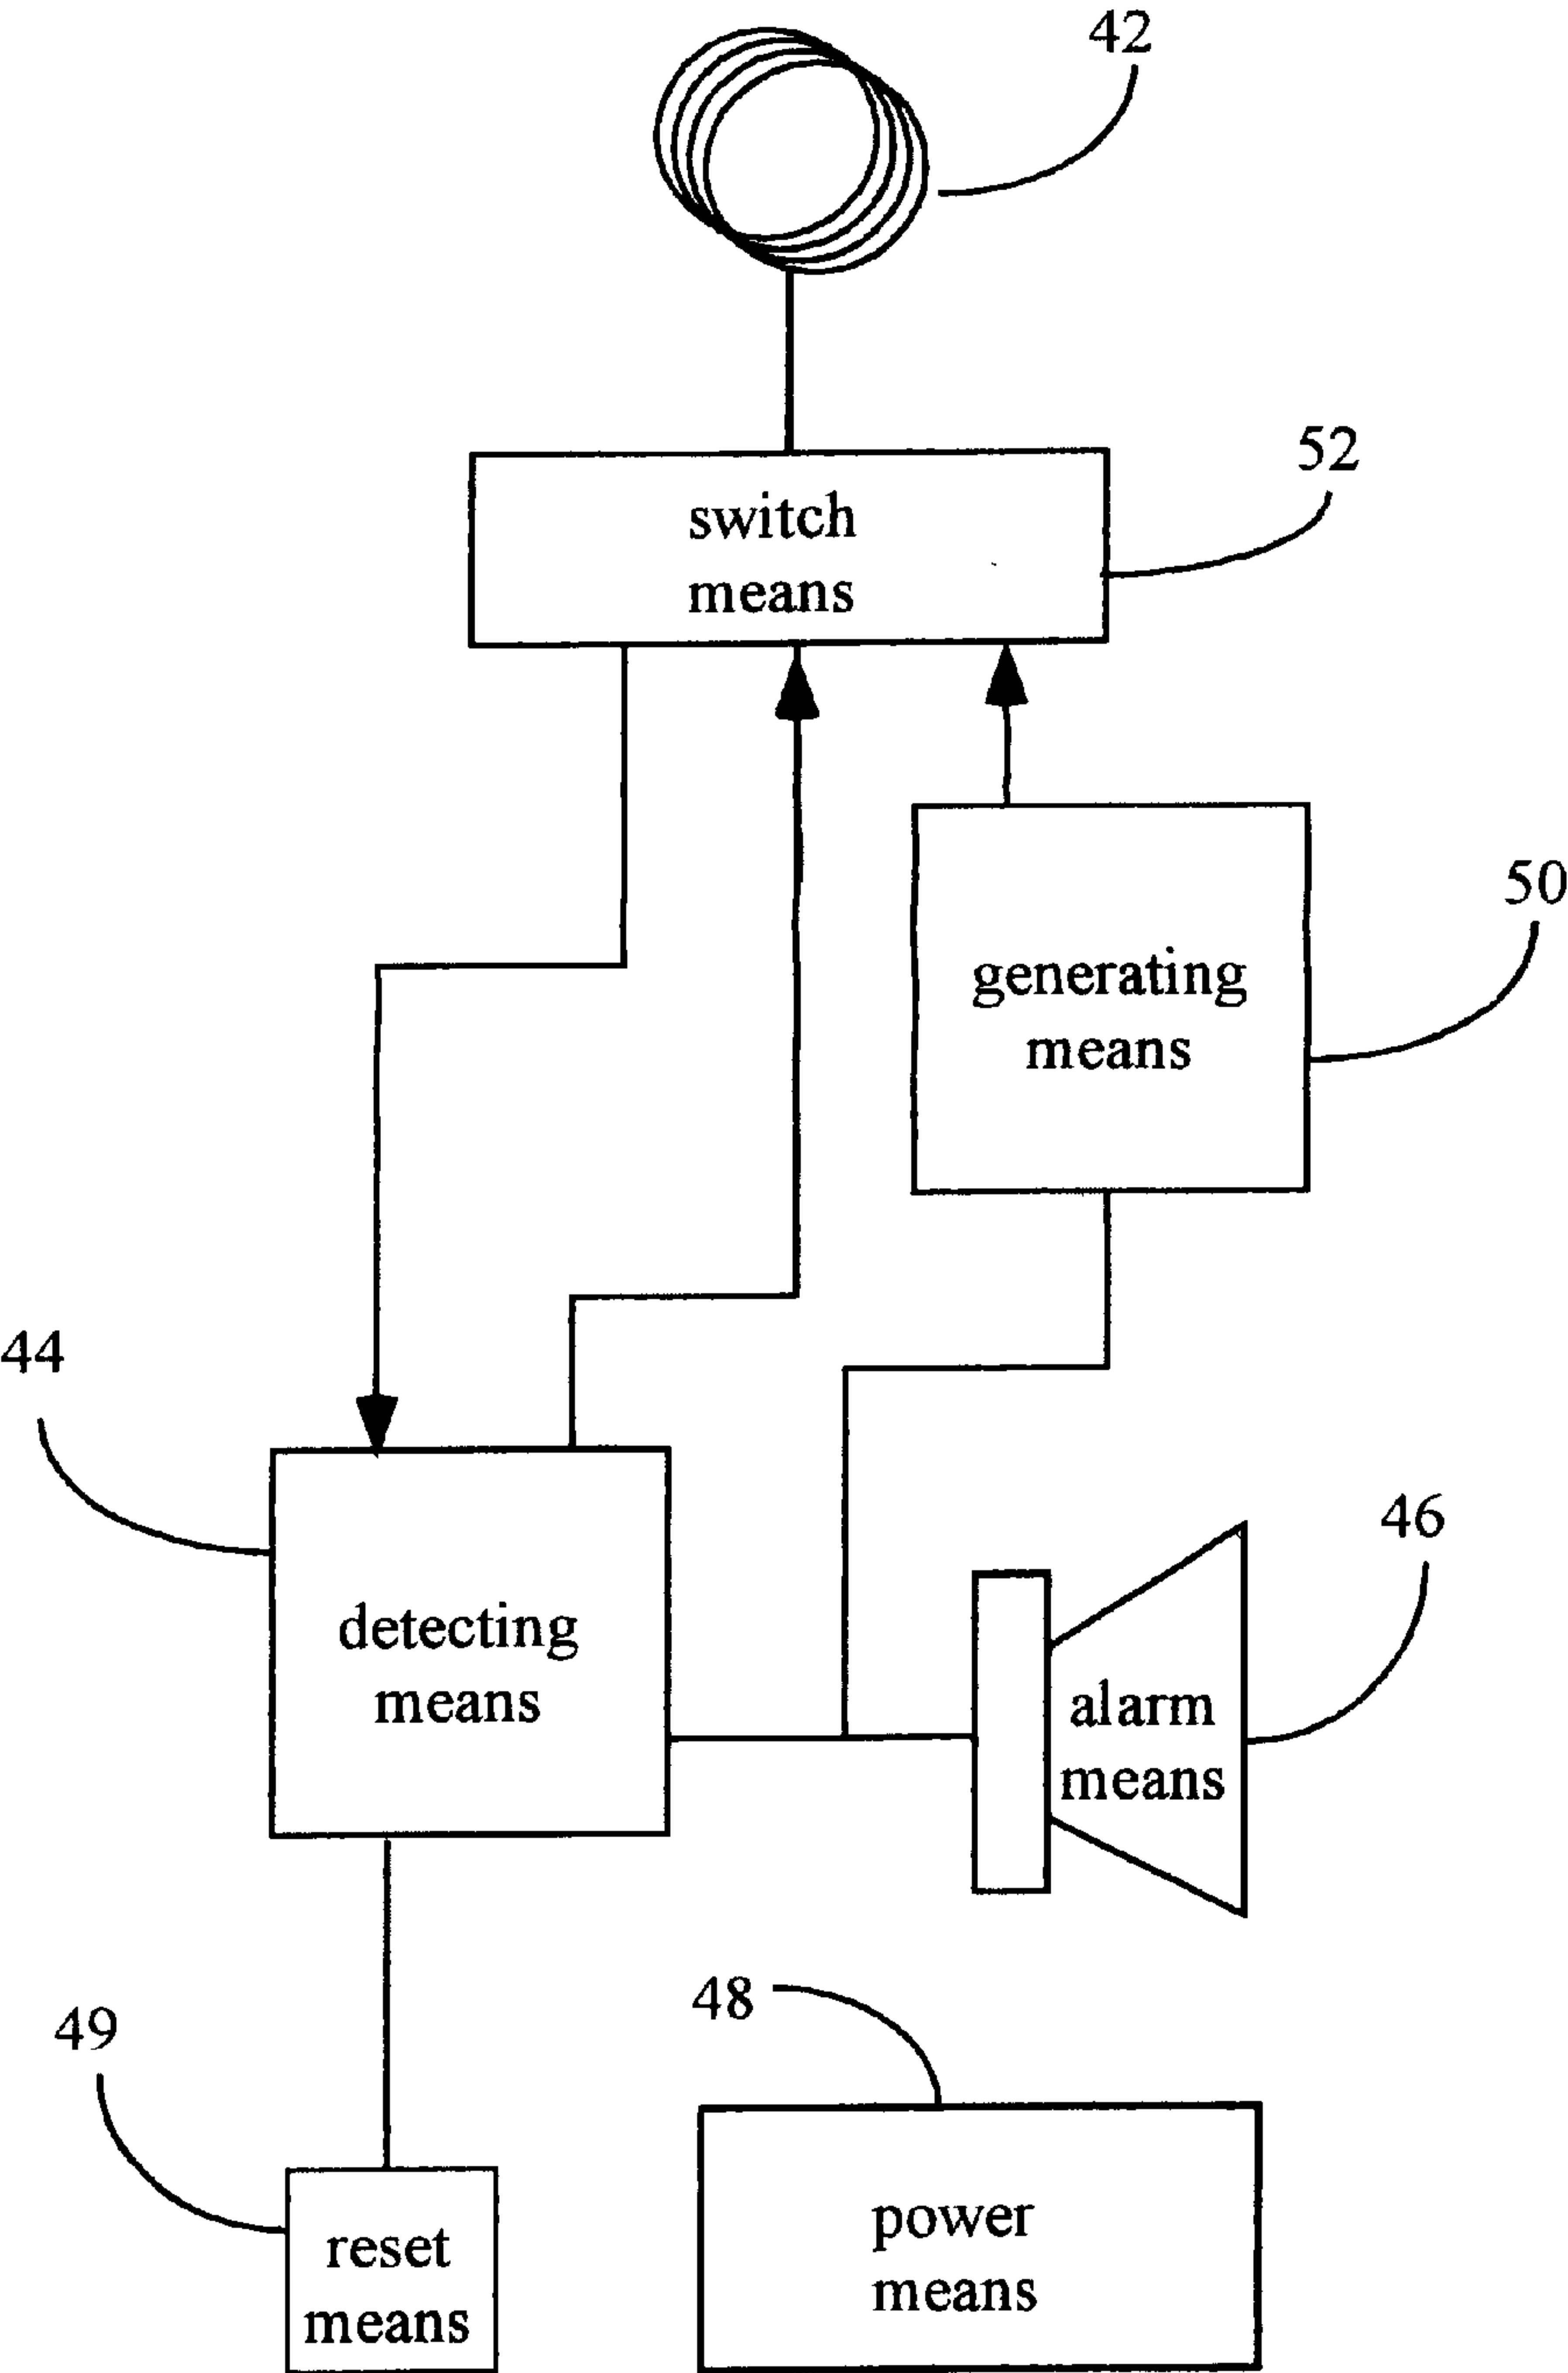 42
52
switch
means
50
generating
means
44
46
detecting
means
alarm
means
48
49
power
means
reset
means